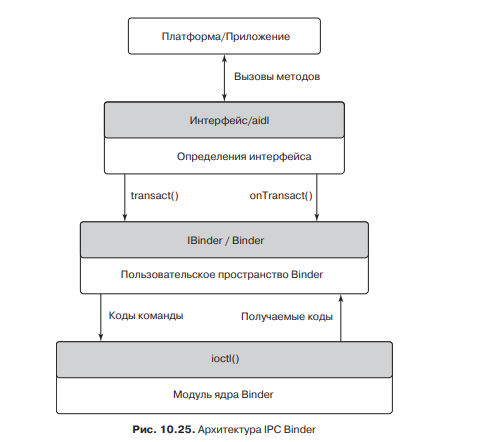 Платформа/Приложение
Вызовы методов
Интерфейс/aidl
Определения интерфейса
transact()
onTransact()
IBinder / Binder
Пользовательское пространство Binder
Коды команды
Получаемые коды
ioctl()
Модуль ядра Binder
Рис. 10.25. Архитектура IPC Binder